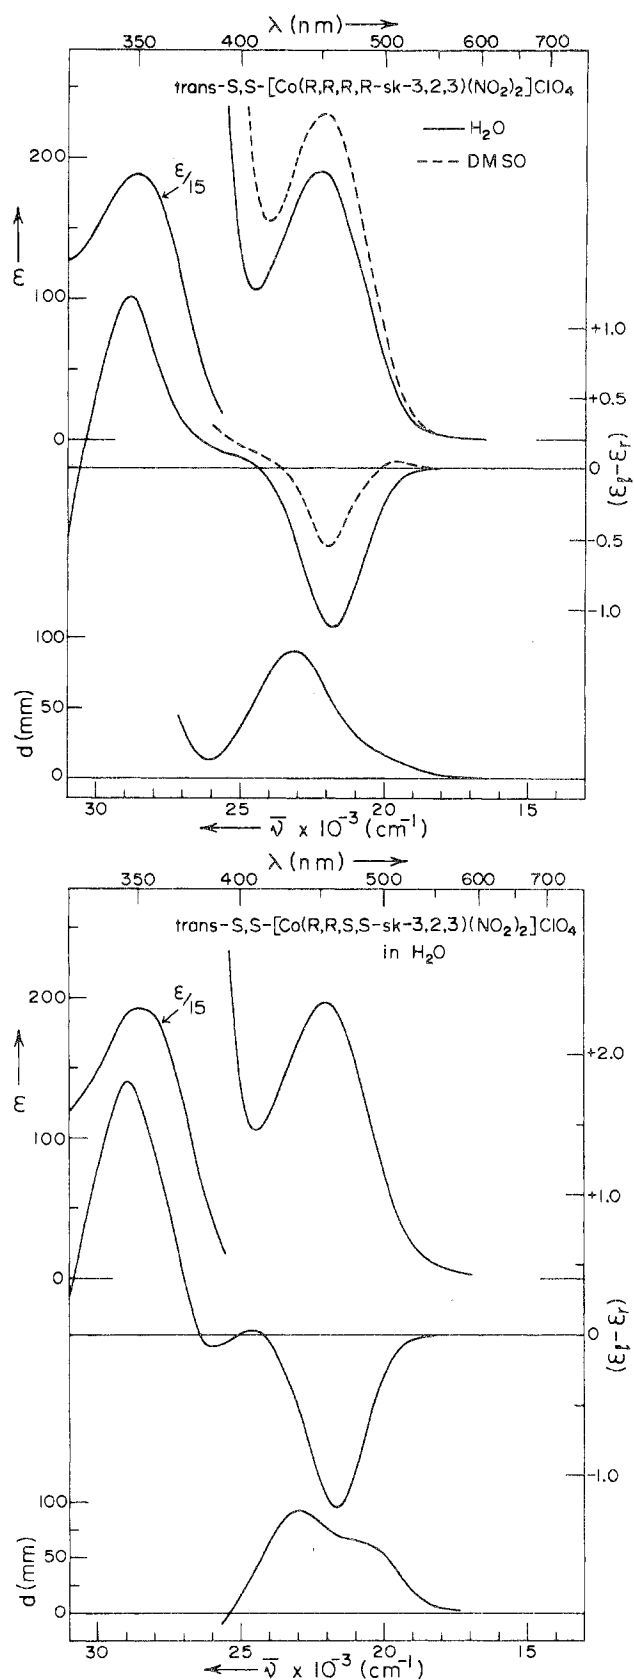 λ (nm) ⟶
350 400 500 600 700
trans-S,S-[Co(R,R,R,R-sk-3,2,3)(NO₂)₂]ClO₄
H₂O
DMSO
200
ε/15
ε ⟶
100
+1.0
+0.5
0
0
(εₗ-εᵣ)
-0.5
-1.0
100
50
d (mm)
0
30 25 20 15
⟵ ν̄ x 10⁻³ (cm⁻¹)
λ (nm) ⟶
350 400 500 600 700
trans-S,S-[Co(R,R,S,S-sk-3,2,3)(NO₂)₂]ClO₄
in H₂O
200
ε/15
ε ⟶
+2.0
100
+1.0
0
0
(εₗ-εᵣ)
-1.0
100
50
d (mm)
0
30 25 20 15
⟵ ν̄ x 10⁻³ (cm⁻¹)